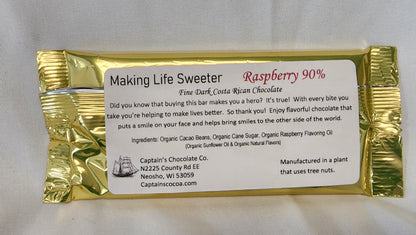 Making Life Sweeter Raspberry 90%
Fine Dark Costa Rican Chocolate
Did you know that buying this bar makes you a hero? It's true! With every bite you
take you're helping to make lives better. So thank you! Enjoy flavorful chocolate that
puts a smile on your face and helps bring smiles to the other side of the world.
Ingredients: Organic Cacao Beans, Organic Cane Sugar, Organic Raspberry Flavoring Oil
(Organic Sunflower Oil & Organic Natural Flavors)
Captain's Chocolate Co.
N2225 County Rd EE
Neosho, WI 53059
Captainscocoa.com
Manufactured in a plant
that uses tree nuts.